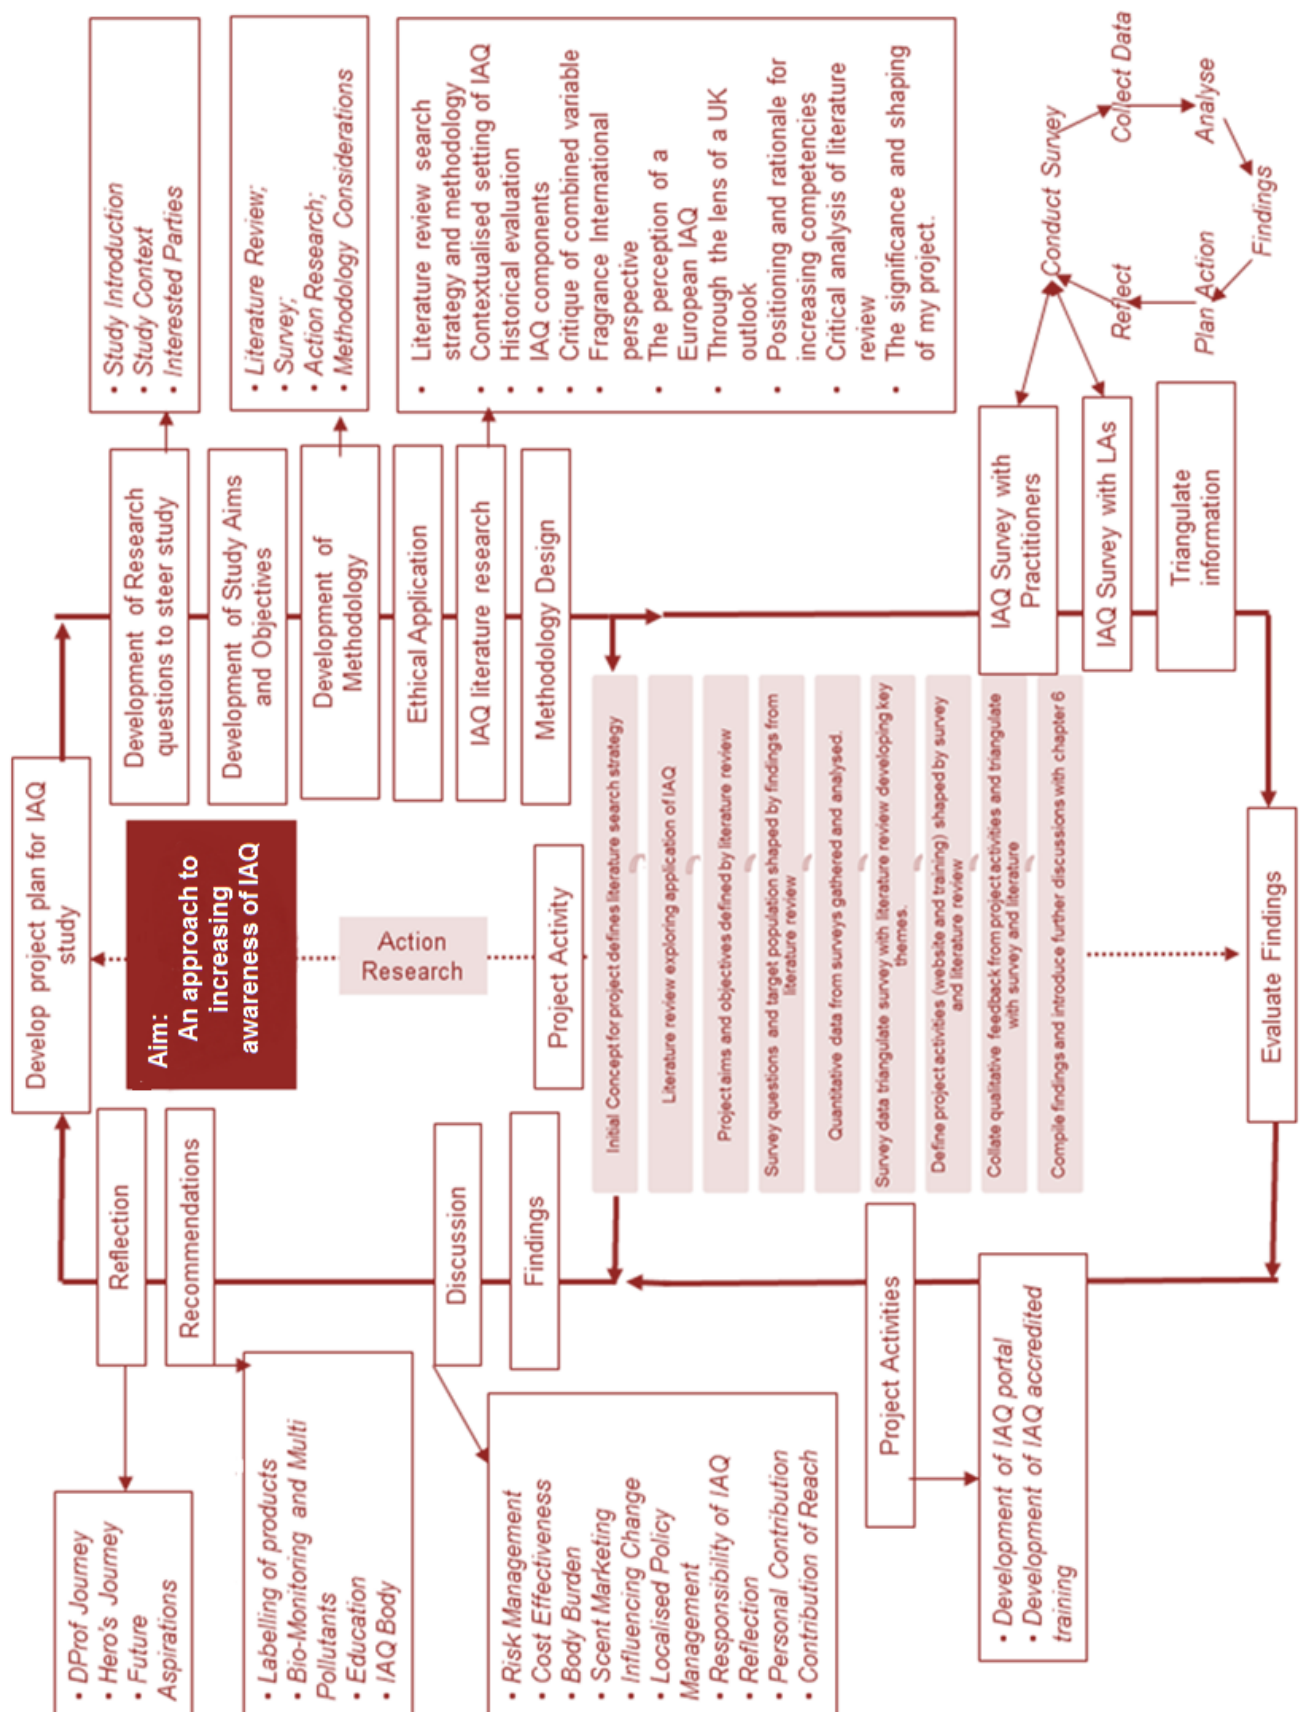 Develop project plan for IAQ
study
Aim:
An approach to
increasing
awareness of IAQ
Action
Research
Project Activity
Development of Research
questions to steer study
• Study Introduction
• Study Context
• Interested Parties
Development of Study Aims
and Objectives
Development of
Methodology
• Literature Review;
• Survey;
• Action Research;
• Methodology Considerations
Ethical Application
IAQ literature research
• Literature review search
strategy and methodology
• Contextualised setting of IAQ
• Historical evaluation
• IAQ components
• Critique of combined variable
• Fragrance International
perspective
• The perception of a
European IAQ
• Through the lens of a UK
outlook
• Positioning and rationale for
increasing competencies
• Critical analysis of literature
review
• The significance and shaping
of my project.
Methodology Design
Initial Concept for project defines literature search strategy
Literature review exploring application of IAQ
Project aims and objectives defined by literature review
Survey questions and target population shaped by findings from
literature review
Quantitative data from surveys gathered and analysed.
Survey data triangulate survey with literature review developing key
themes.
Define project activities (website and training) shaped by survey
and literature review
Collate qualitative feedback from project activities and triangulate
with survey and literature
Compile findings and introduce further discussions with chapter 6
IAQ Survey with
Practitioners
IAQ Survey with LAs
Triangulate
information
Conduct Survey
Collect Data
Analyse
Findings
Plan Action
Reflect
Evaluate Findings
Project Activities
• Development of IAQ portal
• Development of IAQ accredited
training
Findings
Discussion
• Risk Management
• Cost Effectiveness
• Body Burden
• Scent Marketing
• Influencing Change
• Localised Policy
Management
• Responsibility of IAQ
• Reflection
• Personal Contribution
• Contribution of Reach
Recommendations
• Labelling of products
• Bio-Monitoring and Multi
Pollutants
• Education
• IAQ Body
Reflection
• DProf Journey
• Hero's Journey
• Future
Aspirations